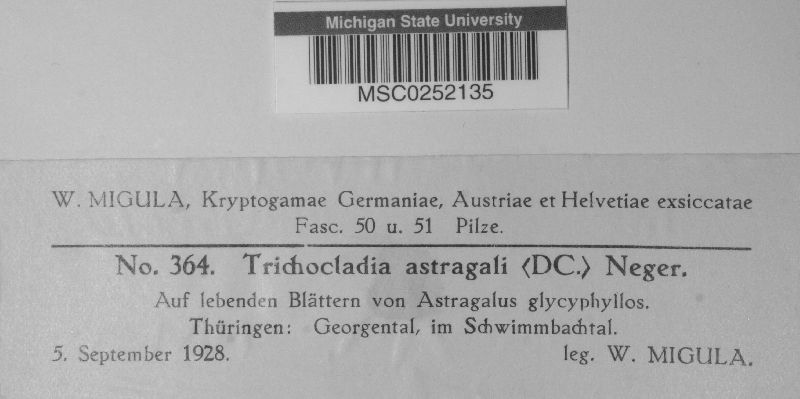 Michigan State University
MSC0252135
W. MIGULA, Kryptogamae Germaniae, Austriae et Helvetiae exsiccatae
Fasc. 50 u. 51 Pilze.
No. 364. Trichocladia astragali (DC.) Neger.
Auf lebenden Blättern von Astragalus glycyphyllos.
Thüringen: Georgental, im Schwimmbachtal.
5. September 1928. leg. W. MIGULA.